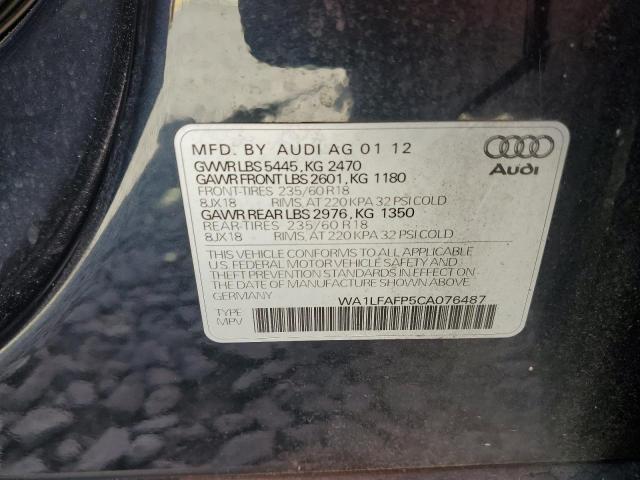 MFD. BY AUDI AG 01 12
GVWR LBS 5445, KG 2470
GAWR FRONT LBS 2601, KG 1180
FRONT-TIRES 235/60 R18
8JX18 RIMS, AT 220 KPA 32 PSI COLD
GAWR REAR LBS 2976, KG 1350
REAR-TIRES 235/60 R18
8JX18 RIMS, AT 220 KPA 32 PSI COLD
THIS VEHICLE CONFORMS TO ALL APPLICABLE
U.S. FEDERAL MOTOR VEHICLE SAFETY AND
THEFT PREVENTION STANDARDS IN EFFECT ON
THE DATE OF MANUFACTURE SHOWN ABOVE
GERMANY WA1LFAFP5CA076487
TYPE
MPV
Audi